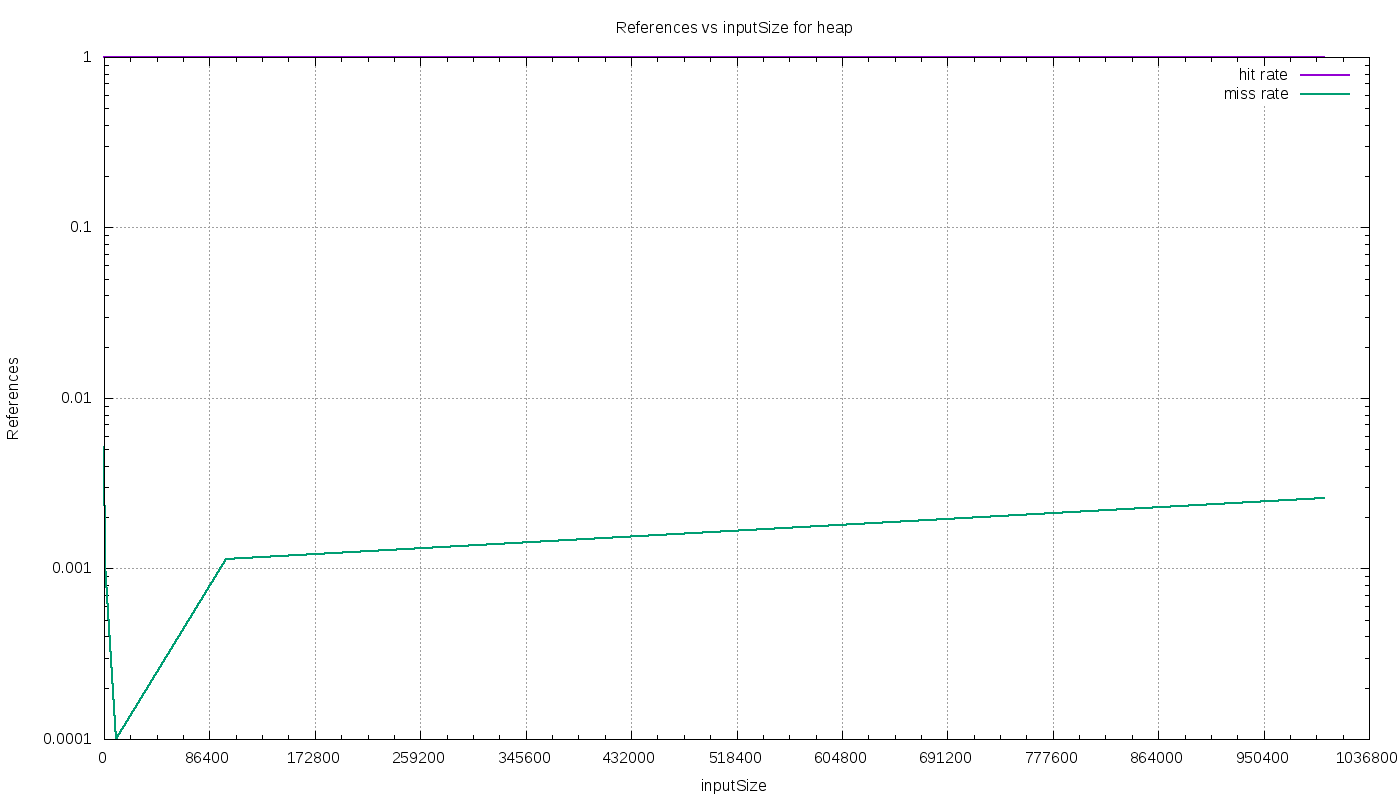 References vs inputSize for heap
hit rate
miss rate
1
0.1
0.01
0.001
0.0001
References
0 86400 172800 259200 345600 432000 518400 604800 691200 777600 864000 950400 1036800
inputSize